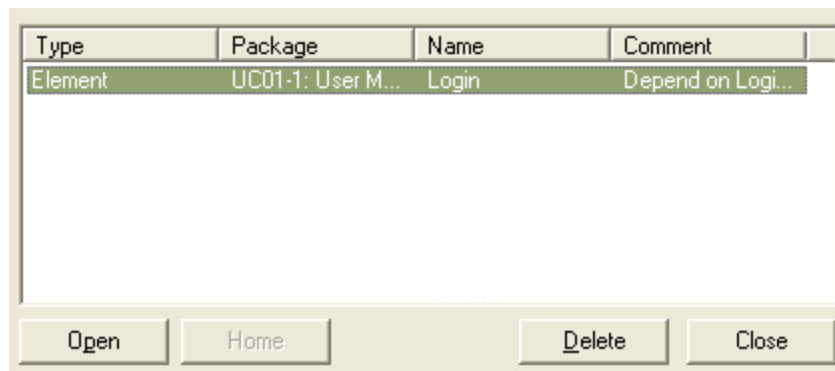 Type Package Name Comment
Element UC01-1: User M... Login Depend on Logi...
Open Home Delete Close